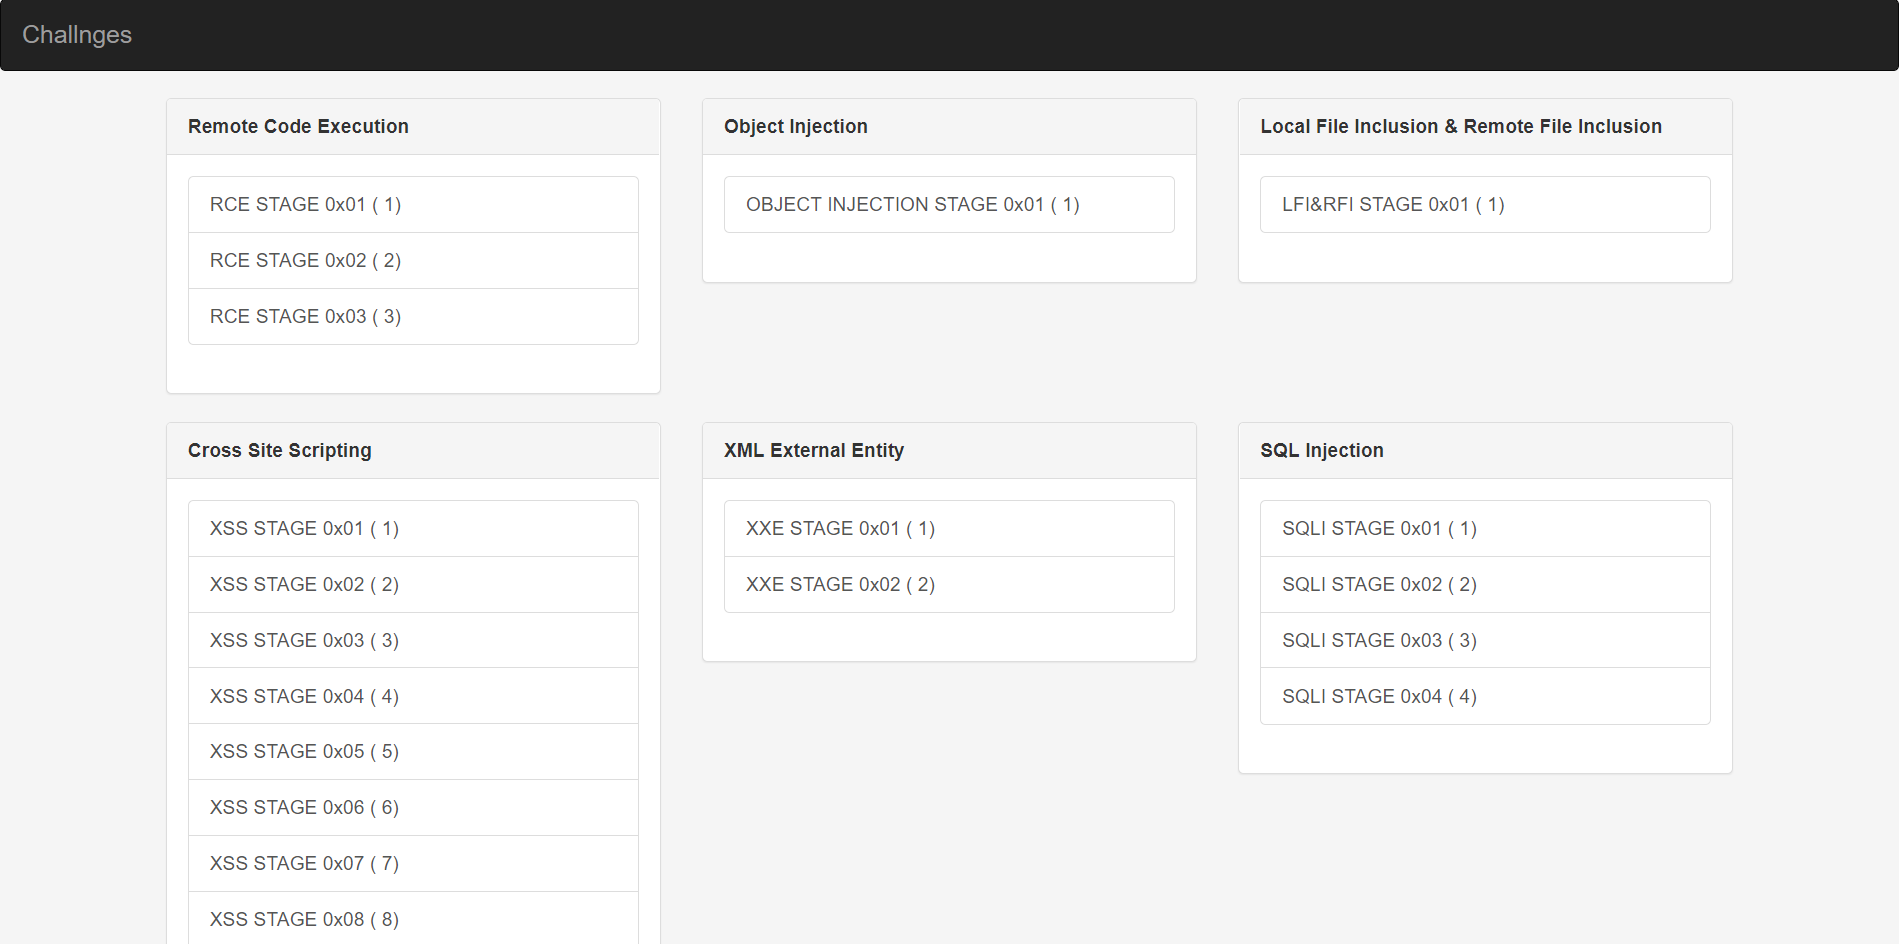 Challnges
Remote Code Execution
RCE STAGE 0x01 ( 1)
RCE STAGE 0x02 ( 2)
RCE STAGE 0x03 ( 3)
Object Injection
OBJECT INJECTION STAGE 0x01 ( 1)
Local File Inclusion & Remote File Inclusion
LFI&RFI STAGE 0x01 ( 1)
Cross Site Scripting
XSS STAGE 0x01 ( 1)
XSS STAGE 0x02 ( 2)
XSS STAGE 0x03 ( 3)
XSS STAGE 0x04 ( 4)
XSS STAGE 0x05 ( 5)
XSS STAGE 0x06 ( 6)
XSS STAGE 0x07 ( 7)
XSS STAGE 0x08 ( 8)
XML External Entity
XXE STAGE 0x01 ( 1)
XXE STAGE 0x02 ( 2)
SQL Injection
SQLI STAGE 0x01 ( 1)
SQLI STAGE 0x02 ( 2)
SQLI STAGE 0x03 ( 3)
SQLI STAGE 0x04 ( 4)